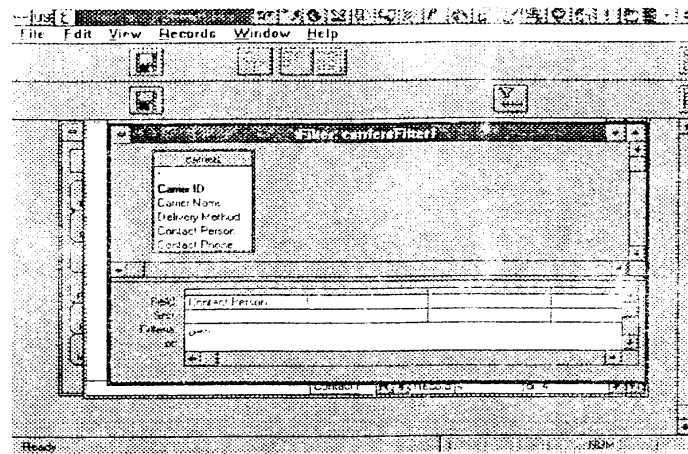 File Edit View Records Window Help
Filter: carriersFilter1
carriers
*
Carrier ID
Carrier Name
Delivery Method
Contact Person
Contact Phone
Field: Contact Person
Sort:
Criteria:
or:
Contact P
Ready
NUM